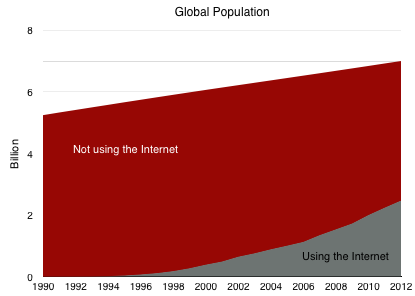 Global Population
8
6
4
2
0
Billion
Not using the Internet
Using the Internet
1990 1992 1994 1996 1998 2000 2002 2004 2006 2008 2010 2012